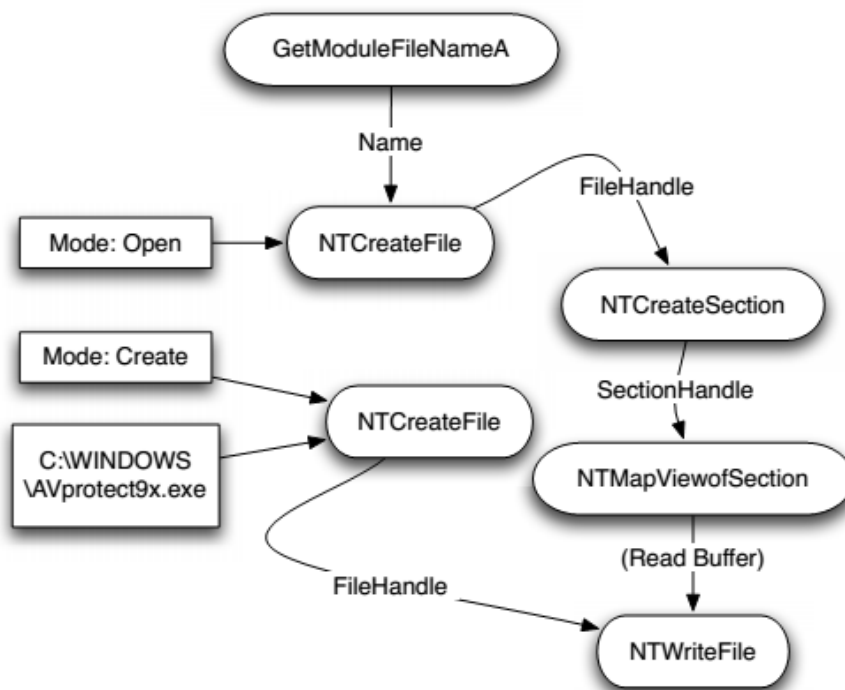 GetModuleFileNameA
Name
FileHandle
Mode: Open
NTCreateFile
NTCreateSection
Mode: Create
SectionHandle
NTCreateFile
C:\WINDOWS
\AVprotect9x.exe
NTMapViewofSection
(Read Buffer)
FileHandle
NTWriteFile